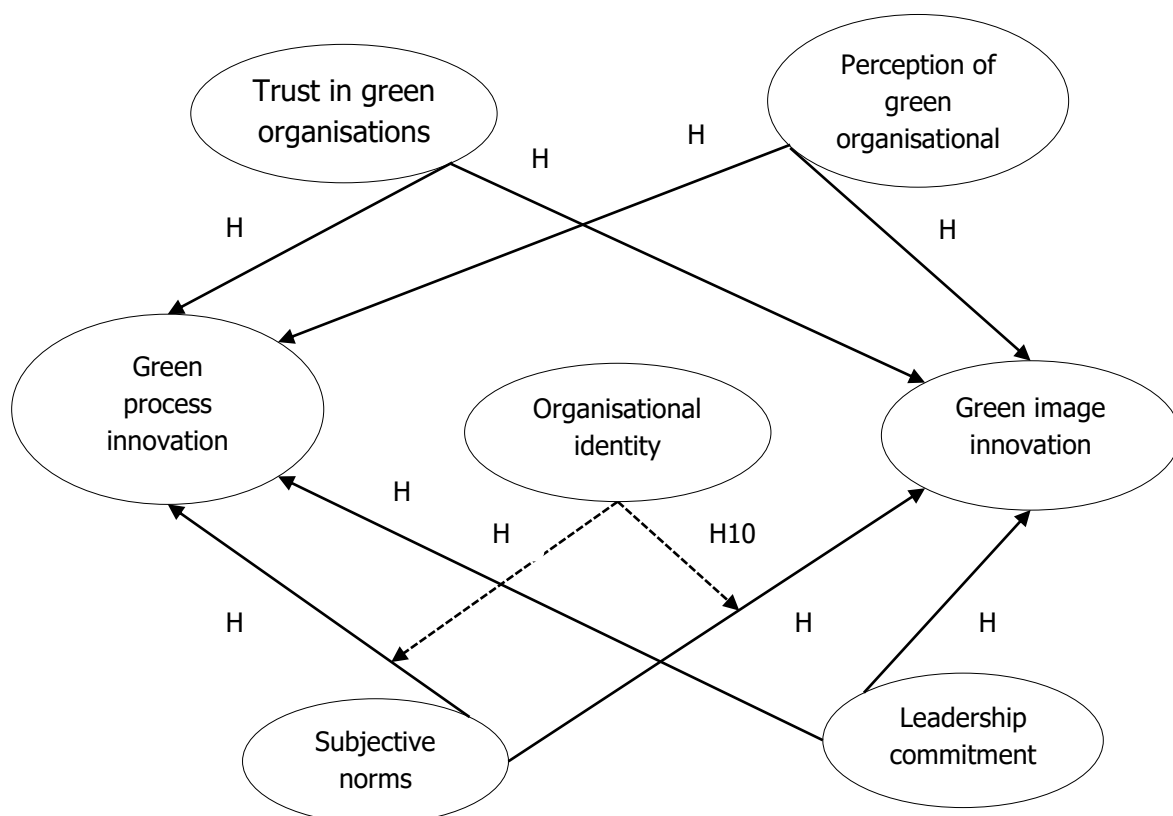 Trust in green
organisations
Perception of
green
organisational
H
H
H
H
Green
process
innovation
Organisational
identity
Green image
innovation
H
H
H10
H
H
H
Subjective
norms
Leadership
commitment